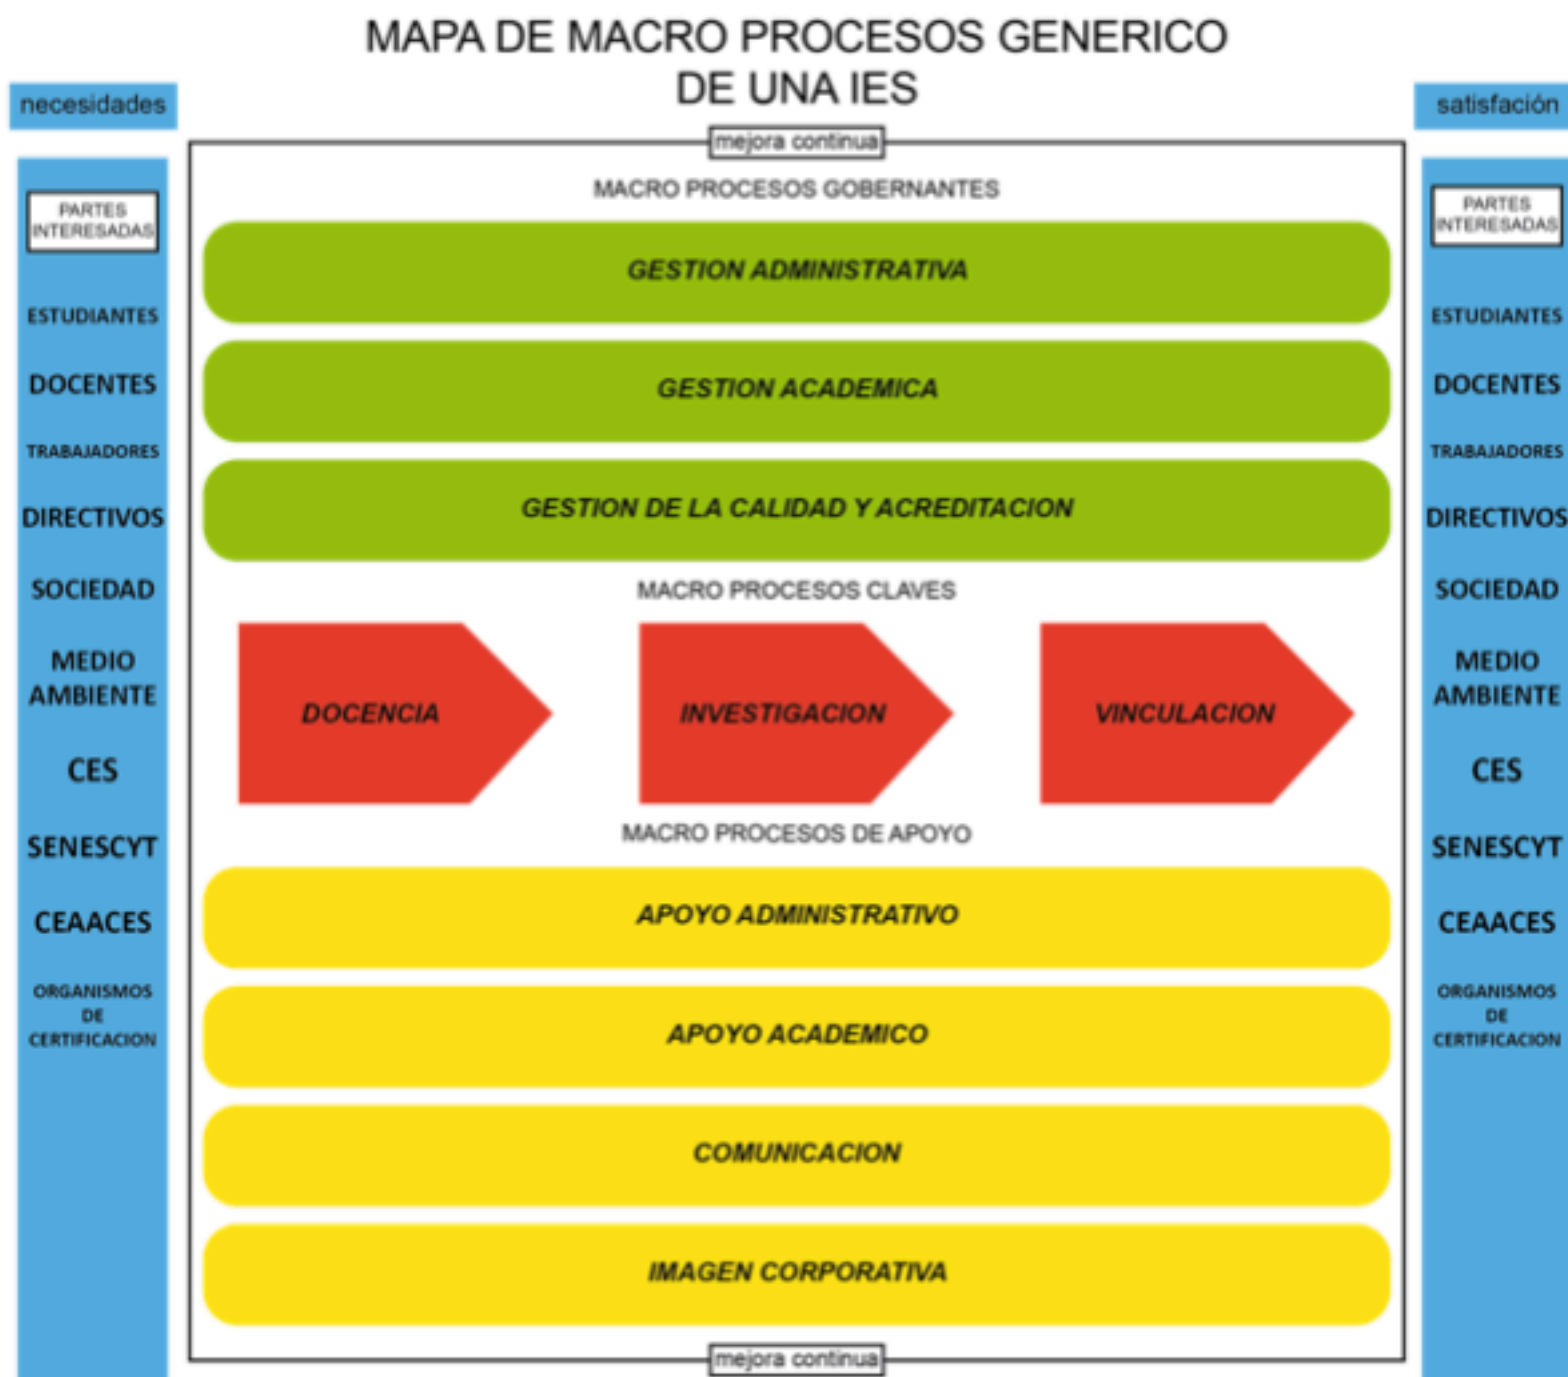 MAPA DE MACRO PROCESOS GENERICO
DE UNA IES
necesidades
PARTES
INTERESADAS
ESTUDIANTES
DOCENTES
TRABAJADORES
DIRECTIVOS
SOCIEDAD
MEDIO
AMBIENTE
CES
SENESCYT
CEAACES
ORGANISMOS
DE
CERTIFICACION
mejora continua
MACRO PROCESOS GOBERNANTES
GESTION ADMINISTRATIVA
GESTION ACADEMICA
GESTION DE LA CALIDAD Y ACREDITACION
MACRO PROCESOS CLAVES
DOCENCIA
INVESTIGACION
VINCULACION
MACRO PROCESOS DE APOYO
APOYO ADMINISTRATIVO
APOYO ACADEMICO
COMUNICACION
IMAGEN CORPORATIVA
mejora continua
satisfación
PARTES
INTERESADAS
ESTUDIANTES
DOCENTES
TRABAJADORES
DIRECTIVOS
SOCIEDAD
MEDIO
AMBIENTE
CES
SENESCYT
CEAACES
ORGANISMOS
DE
CERTIFICACION